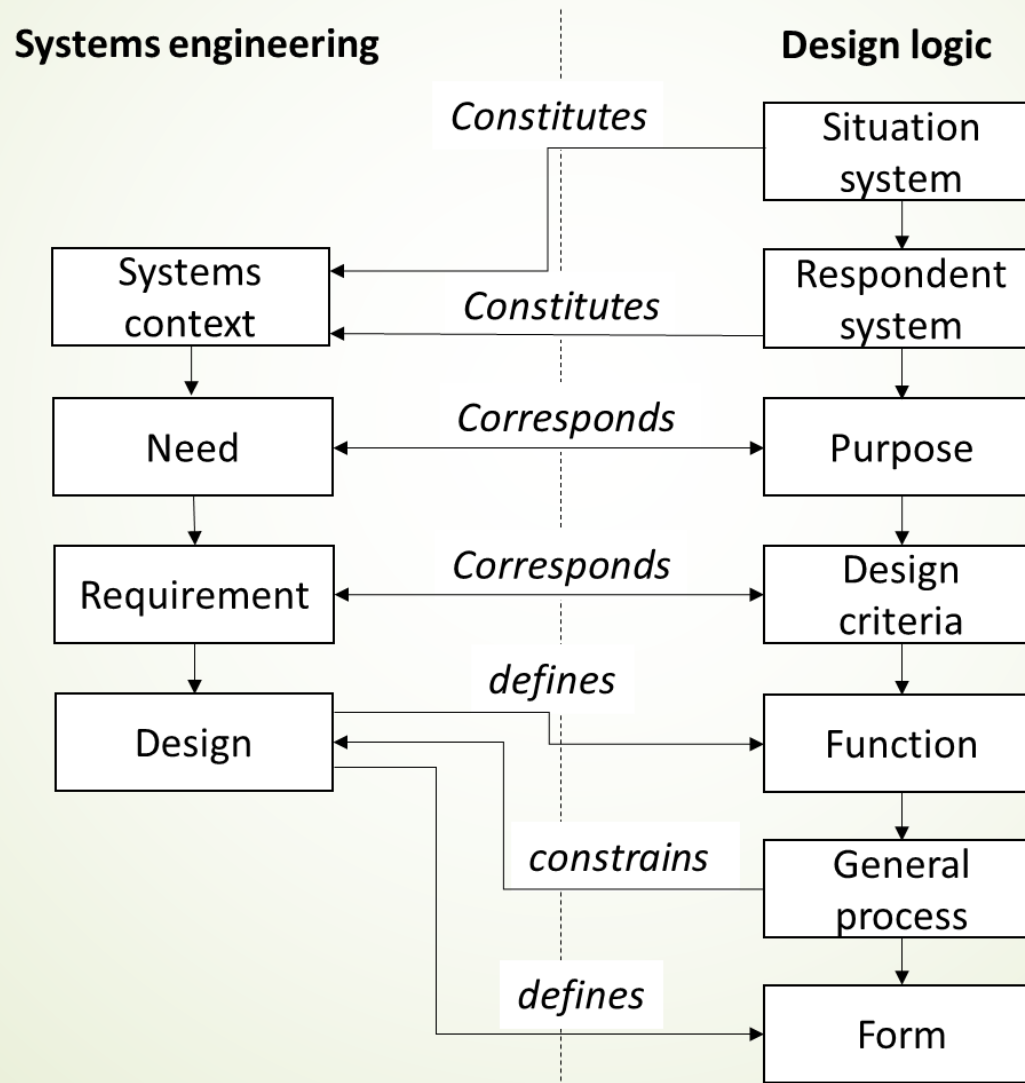 Systems engineering
Design logic
Constitutes
Situation
system
Systems
context
Constitutes
Respondent
system
Need
Corresponds
Purpose
Requirement
Corresponds
Design
criteria
defines
Design
Function
constrains
General
process
defines
Form